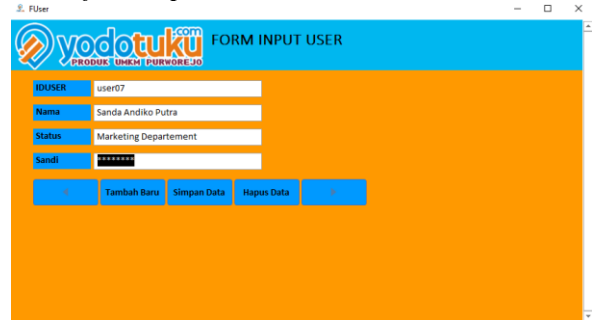 FUser
yodotuku.com
PRODUK UMKM PURWOREJO
FORM INPUT USER
IDUSER user07
Nama Sanda Andiko Putra
Status Marketing Departement
Sandi ********
Tambah Baru Simpan Data Hapus Data